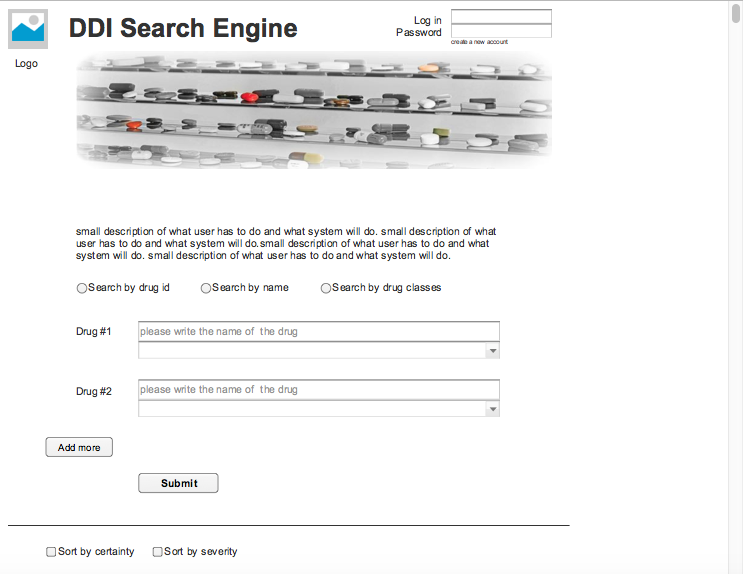 DDI Search Engine
Log in
Password
create a new account
Logo
small description of what user has to do and what system will do. small description of what
user has to do and what system will do.small description of what user has to do and what
system will do. small description of what user has to do and what system will do.
Search by drug id Search by name Search by drug classes
Drug #1 please write the name of the drug
Drug #2 please write the name of the drug
Add more
Submit
Sort by certainty Sort by severity